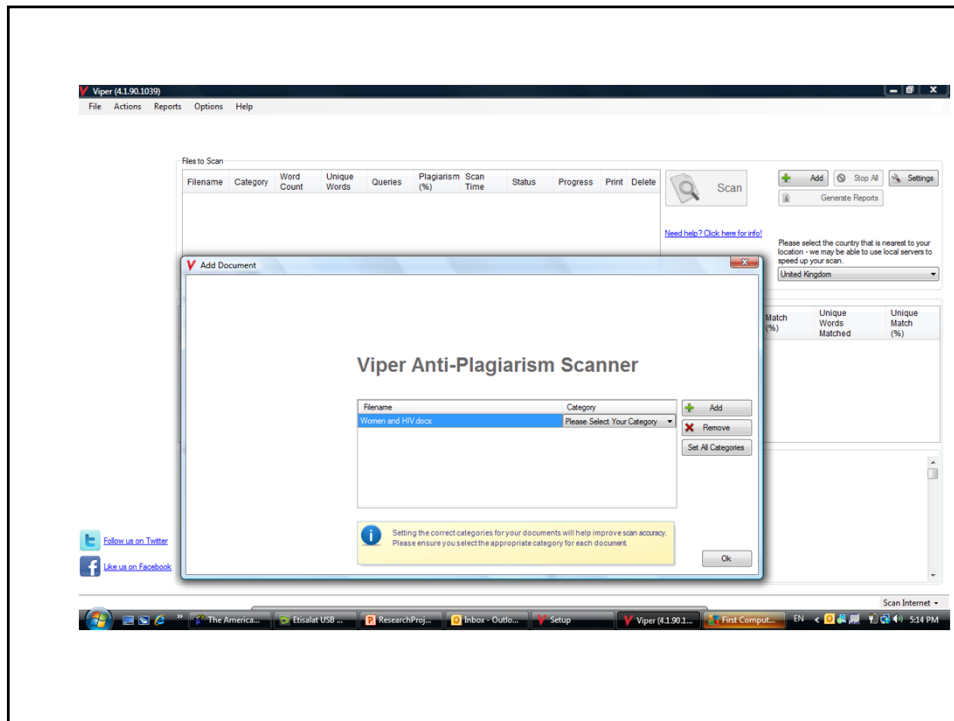 Viper (4.1.90.1039)
File Actions Reports Options Help
Files to Scan
Filename Category Word Count Unique Words Queries Plagiarism (%) Scan Time Status Progress Print Delete
Scan
Add Stop All Settings
Generate Reports
Need help? Click here for info!
Please select the country that is nearest to your
location - we may be able to use local servers to
speed up your scan.
United Kingdom
Match (%) Unique Words Matched Unique Match (%)
Add Document
Viper Anti-Plagiarism Scanner
Filename Category
Women and HIV.docx Please Select Your Category
Add
Remove
Set All Categories
Setting the correct categories for your documents will help improve scan accuracy.
Please ensure you select the appropriate category for each document.
Ok
Follow us on Twitter
Like us on Facebook
Scan Internet
The America... Etisalat USB ... ResearchProj... Inbox - Outlo... Setup Viper (4.1.90.1... First Comput... EN 5:14 PM